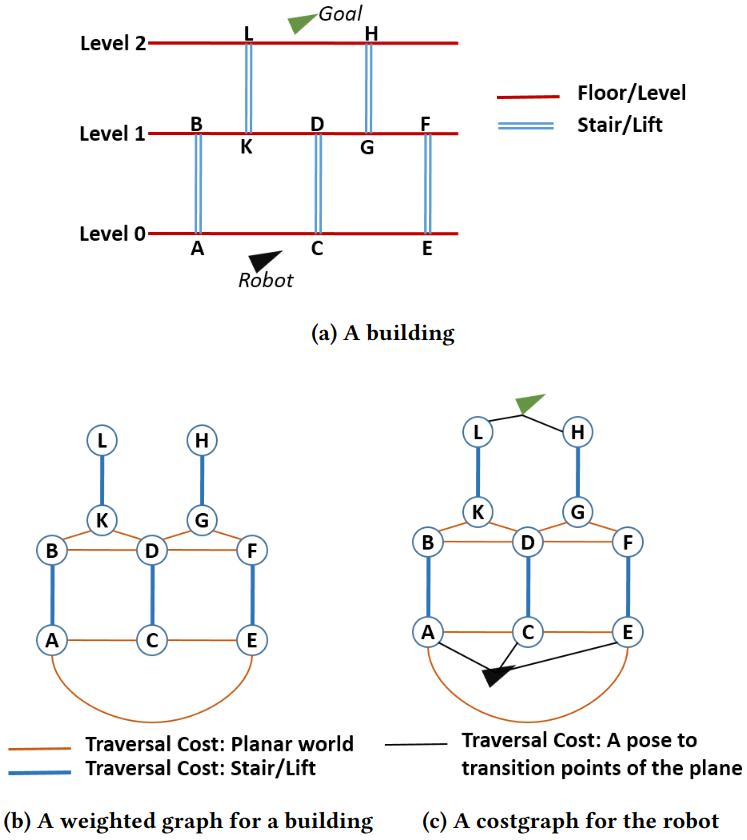 Goal
L H
Level 2
Floor/Level
B D F
Level 1
Stair/Lift
K G
Level 0
A C E
Robot
(a) A building
L H
K G
B D F
A C E
Traversal Cost: Planar world
Traversal Cost: Stair/Lift
(b) A weighted graph for a building
L H
K G
B D F
A C E
Traversal Cost: A pose to
transition points of the plane
(c) A costgraph for the robot